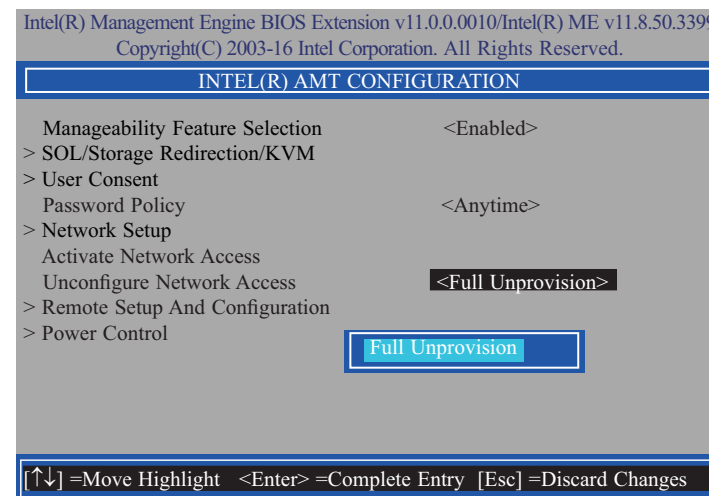 Intel(R) Management Engine BIOS Extension v11.0.0.0010/Intel(R) ME v11.8.50.3399
Copyright(C) 2003-16 Intel Corporation. All Rights Reserved.
INTEL(R) AMT CONFIGURATION
Manageability Feature Selection <Enabled>
> SOL/Storage Redirection/KVM
> User Consent
Password Policy <Anytime>
> Network Setup
Activate Network Access
Unconfigure Network Access <Full Unprovision>
> Remote Setup And Configuration
> Power Control
Full Unprovision
[↑↓] =Move Highlight <Enter> =Complete Entry [Esc] =Discard Changes